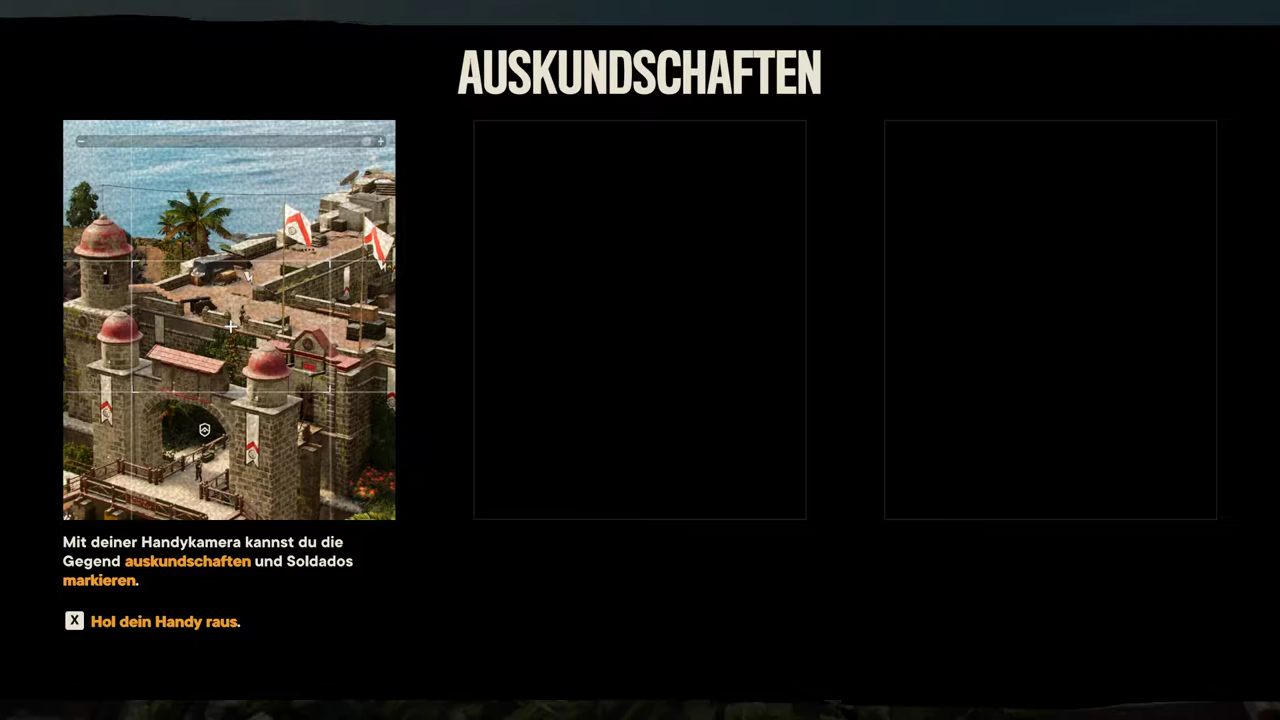 AUSKUNDSCHAFTEN
Mit deiner Handykamera kannst du die
Gegend auskundschaften und Soldados
markieren.
X Hol dein Handy raus.